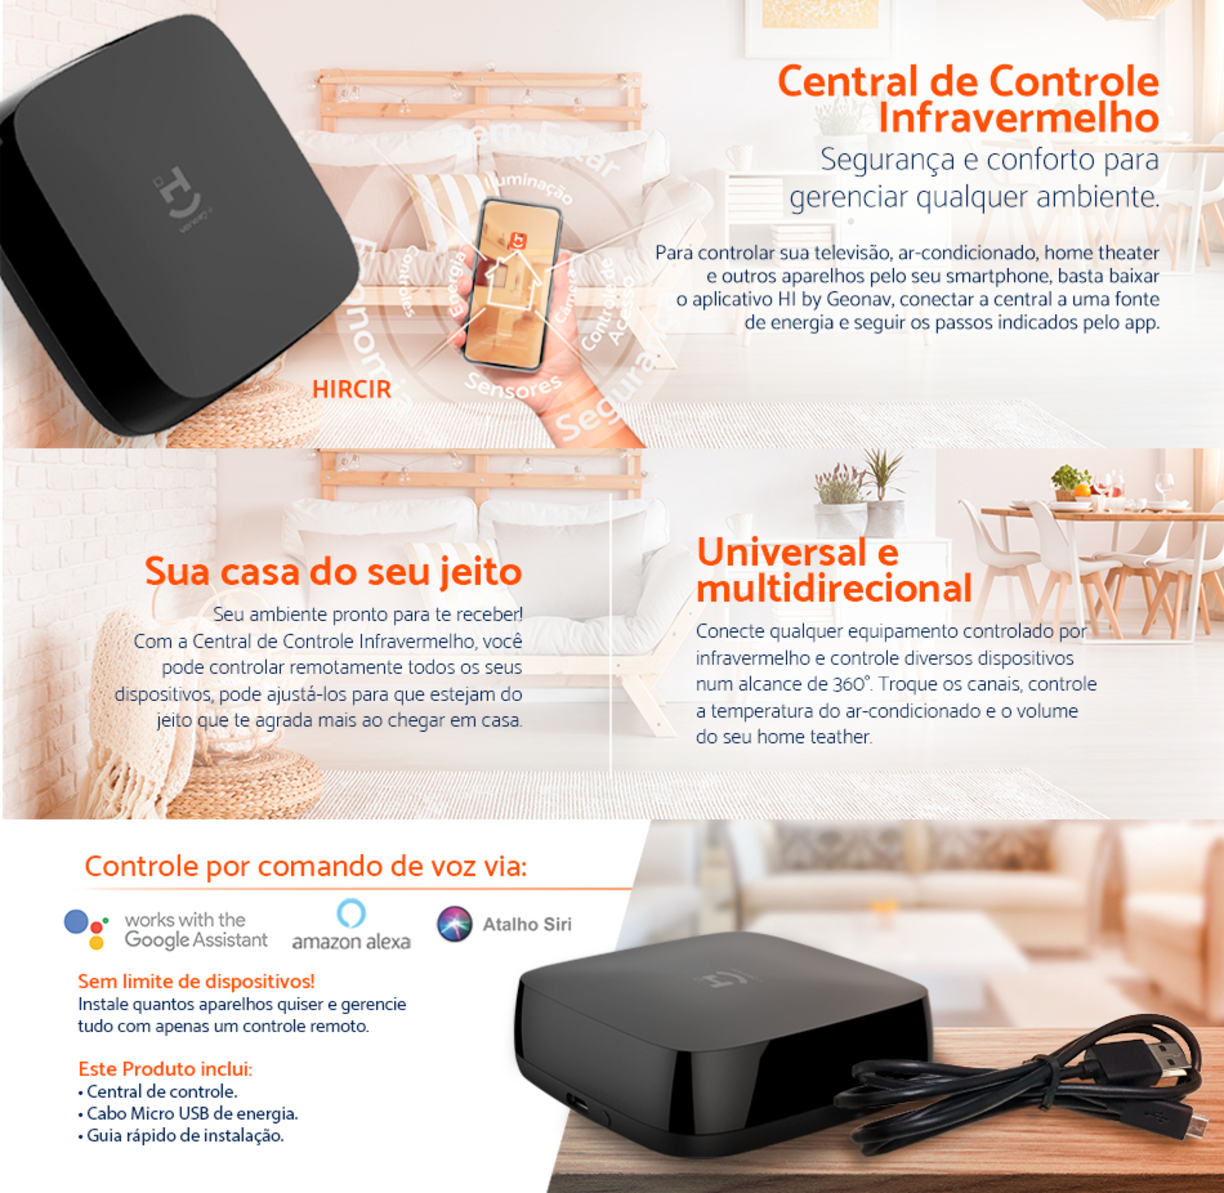 Central de Controle
Infravermelho
Segurança e conforto para
gerenciar qualquer ambiente.
Para controlar sua televisão, ar-condicionado, home theater
e outros aparelhos pelo seu smartphone, basta baixar
o aplicativo HI by Geonav, conectar a central a uma fonte
de energia e seguir os passos indicados pelo app.
Bem-Estar
Iluminação
Energia
Câmera
Controle de
Acesso
Sensores
Economia
HIRCIR
Sua casa do seu jeito
Seu ambiente pronto para te receber!
Com a Central de Controle Infravermelho, você
pode controlar remotamente todos os seus
dispositivos, pode ajustá-los para que estejam do
jeito que te agrada mais ao chegar em casa.
Universal e
multidirecional
Conecte qualquer equipamento controlado por
infravermelho e controle diversos dispositivos
num alcance de 360°. Troque os canais, controle
a temperatura do ar-condicionado e o volume
do seu home teather.
Controle por comando de voz via:
works with the
Google Assistant
amazon alexa
Atalho Siri
Sem limite de dispositivos!
Instale quantos aparelhos quiser e gerencie
tudo com apenas um controle remoto.
Este Produto inclui:
• Central de controle.
• Cabo Micro USB de energia.
• Guia rápido de instalação.